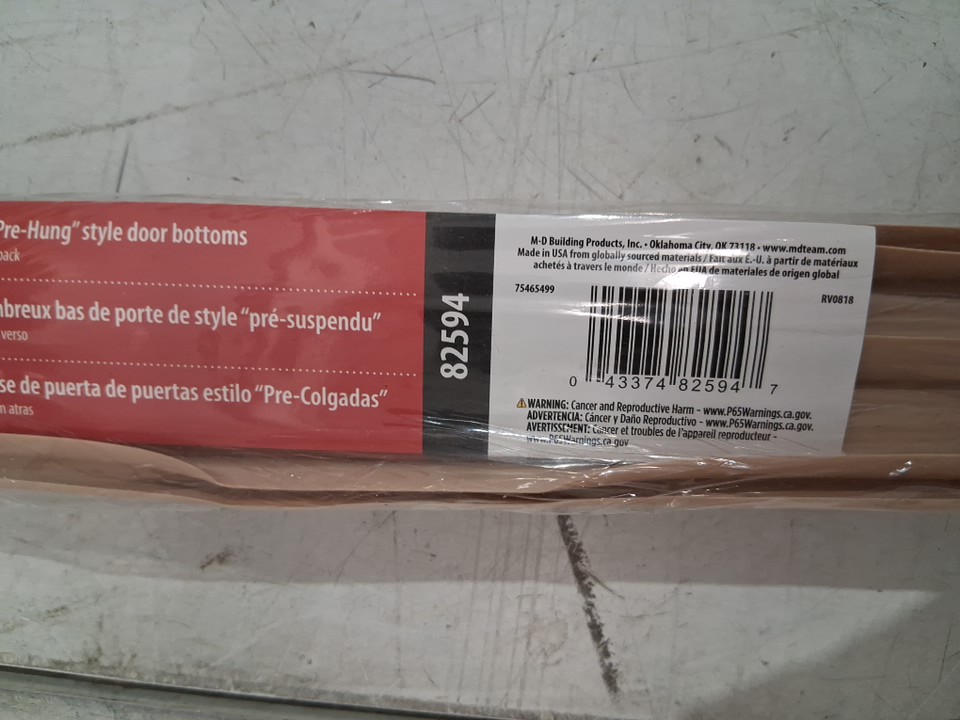 Pre-Hung” style door bottoms
pack
breux bas de porte de style “pré-suspendu”
verso
se de puerta de puertas estilo “Pre-Colgadas”
atras
82594
M-D Building Products, Inc. • Oklahoma City, OK 73118 • www.mdteam.com
Made in USA from globally sourced materials / Fait aux É.-U. à partir de matériaux
achetés à travers le monde / Hecho en EUA de materiales de origen global
75465499
RV0818
0 43374 82594 7
⚠WARNING: Cancer and Reproductive Harm – www.P65Warnings.ca.gov.
ADVERTENCIA: Cáncer y Daño Reproductivo – www.P65Warnings.ca.gov.
AVERTISSEMENT: Cancer et troubles de l’appareil reproducteur –
www.P65Warnings.ca.gov